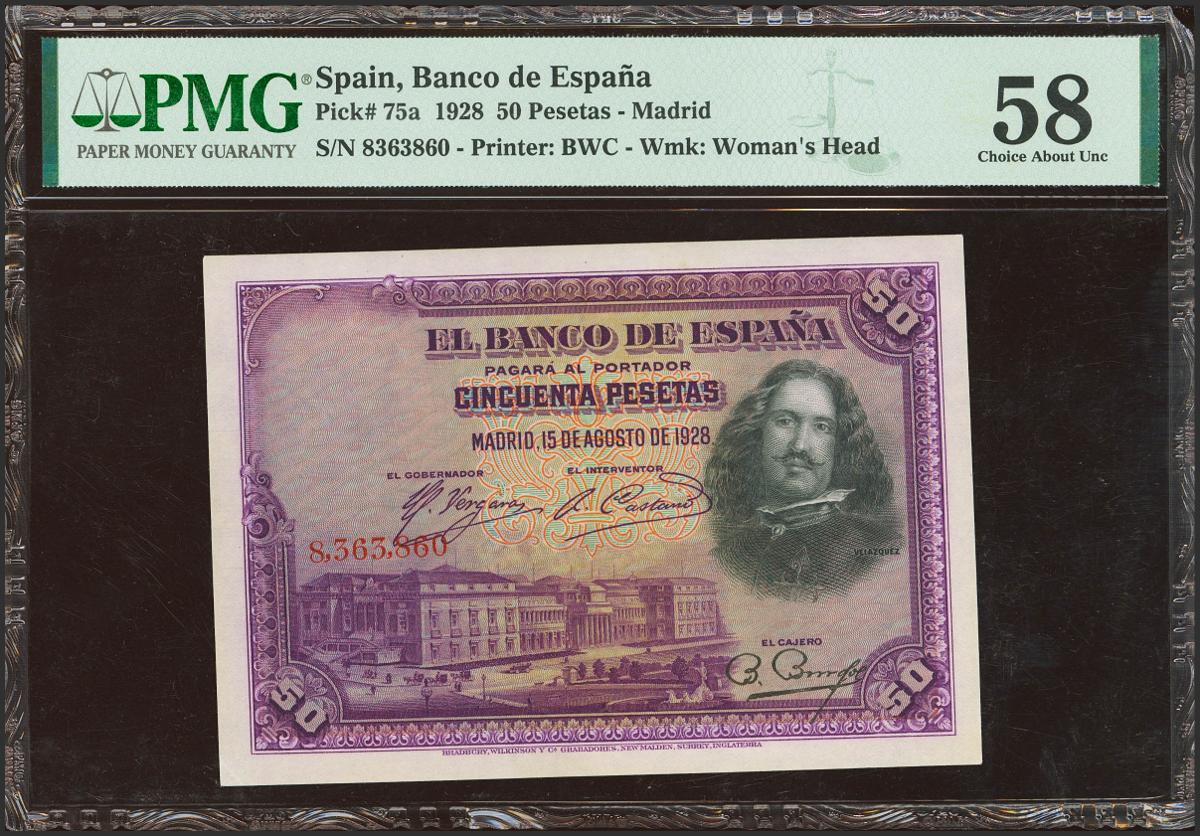 PMG®
PAPER MONEY GUARANTY
Spain, Banco de España
Pick# 75a 1928 50 Pesetas - Madrid
S/N 8363860 - Printer: BWC - Wmk: Woman's Head
58
Choice About Unc
50
EL BANCO DE ESPAÑA
PAGARÁ AL PORTADOR
CINCUENTA PESETAS
MADRID, 15 DE AGOSTO DE 1928.
EL GOBERNADOR
EL INTERVENTOR
8,363,860
VELAZQUEZ
EL CAJERO
50
50
BRADBURY, WILKINSON Y Cª GRABADORES, NEW MALDEN, SURREY, INGLATERRA